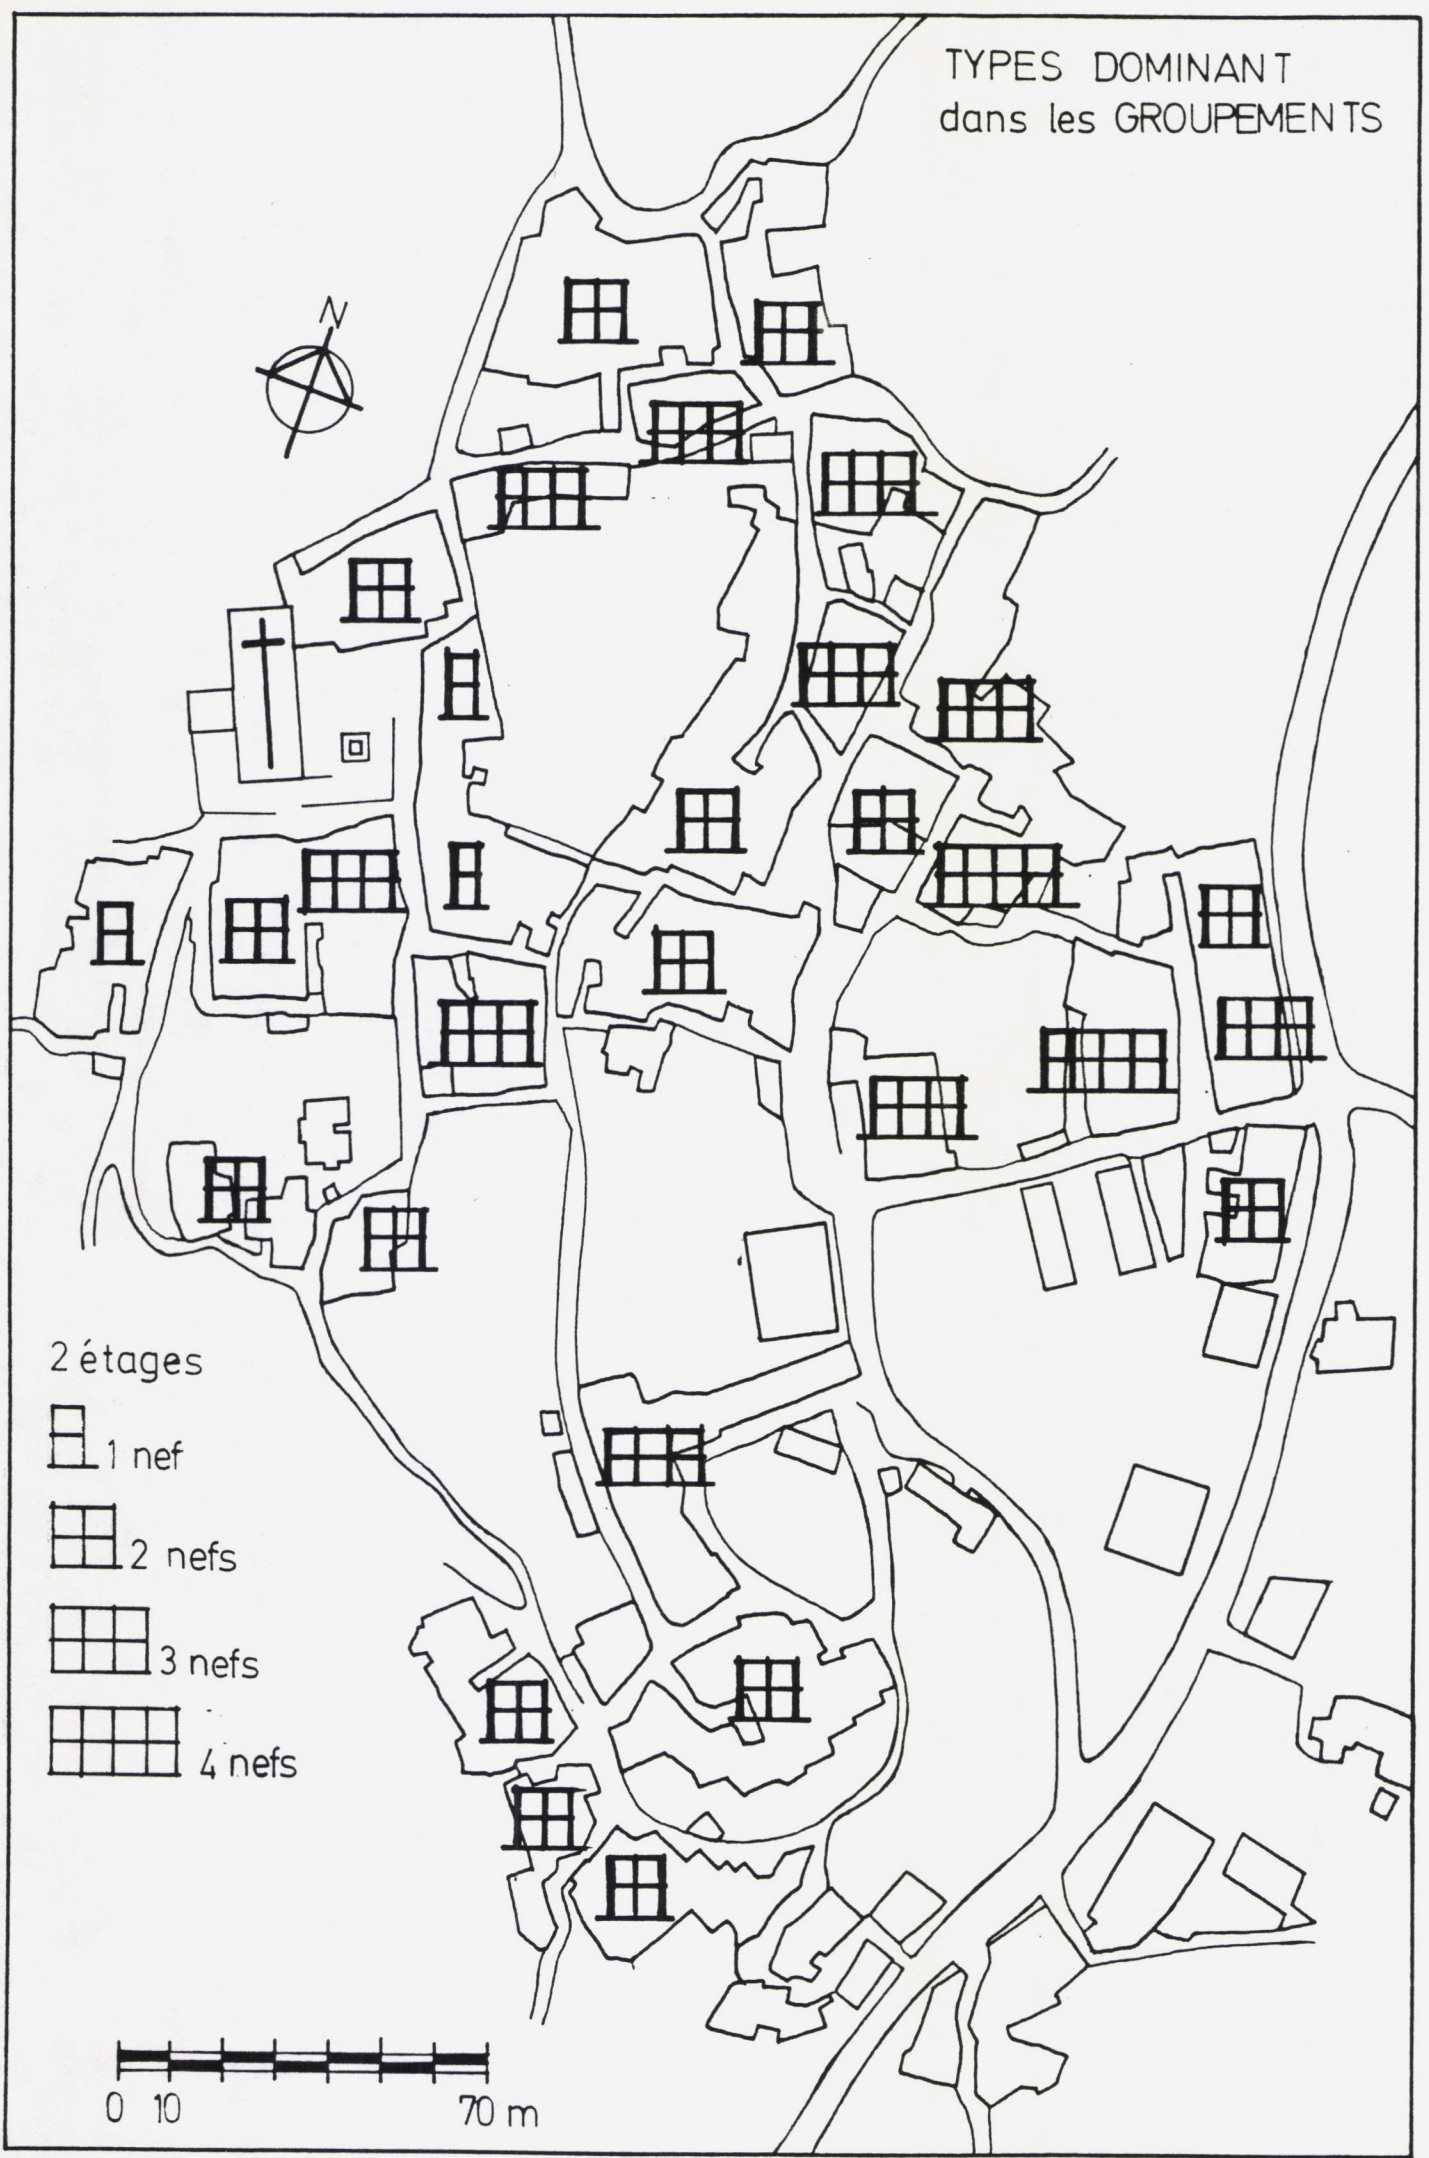 TYPES DOMINANT
dans les GROUPEMENTS
N
2 étages
1 nef
2 nefs
3 nefs
4 nefs
0 10 70 m